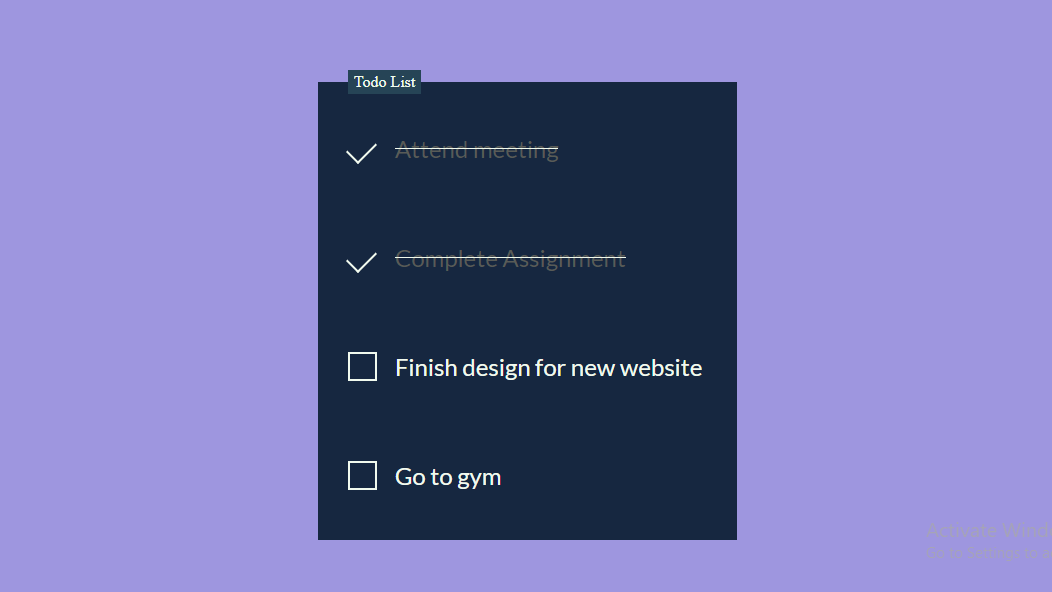 Todo List
Attend meeting
Complete Assignment
Finish design for new website
Go to gym
Activate Wind
Go to Settings to